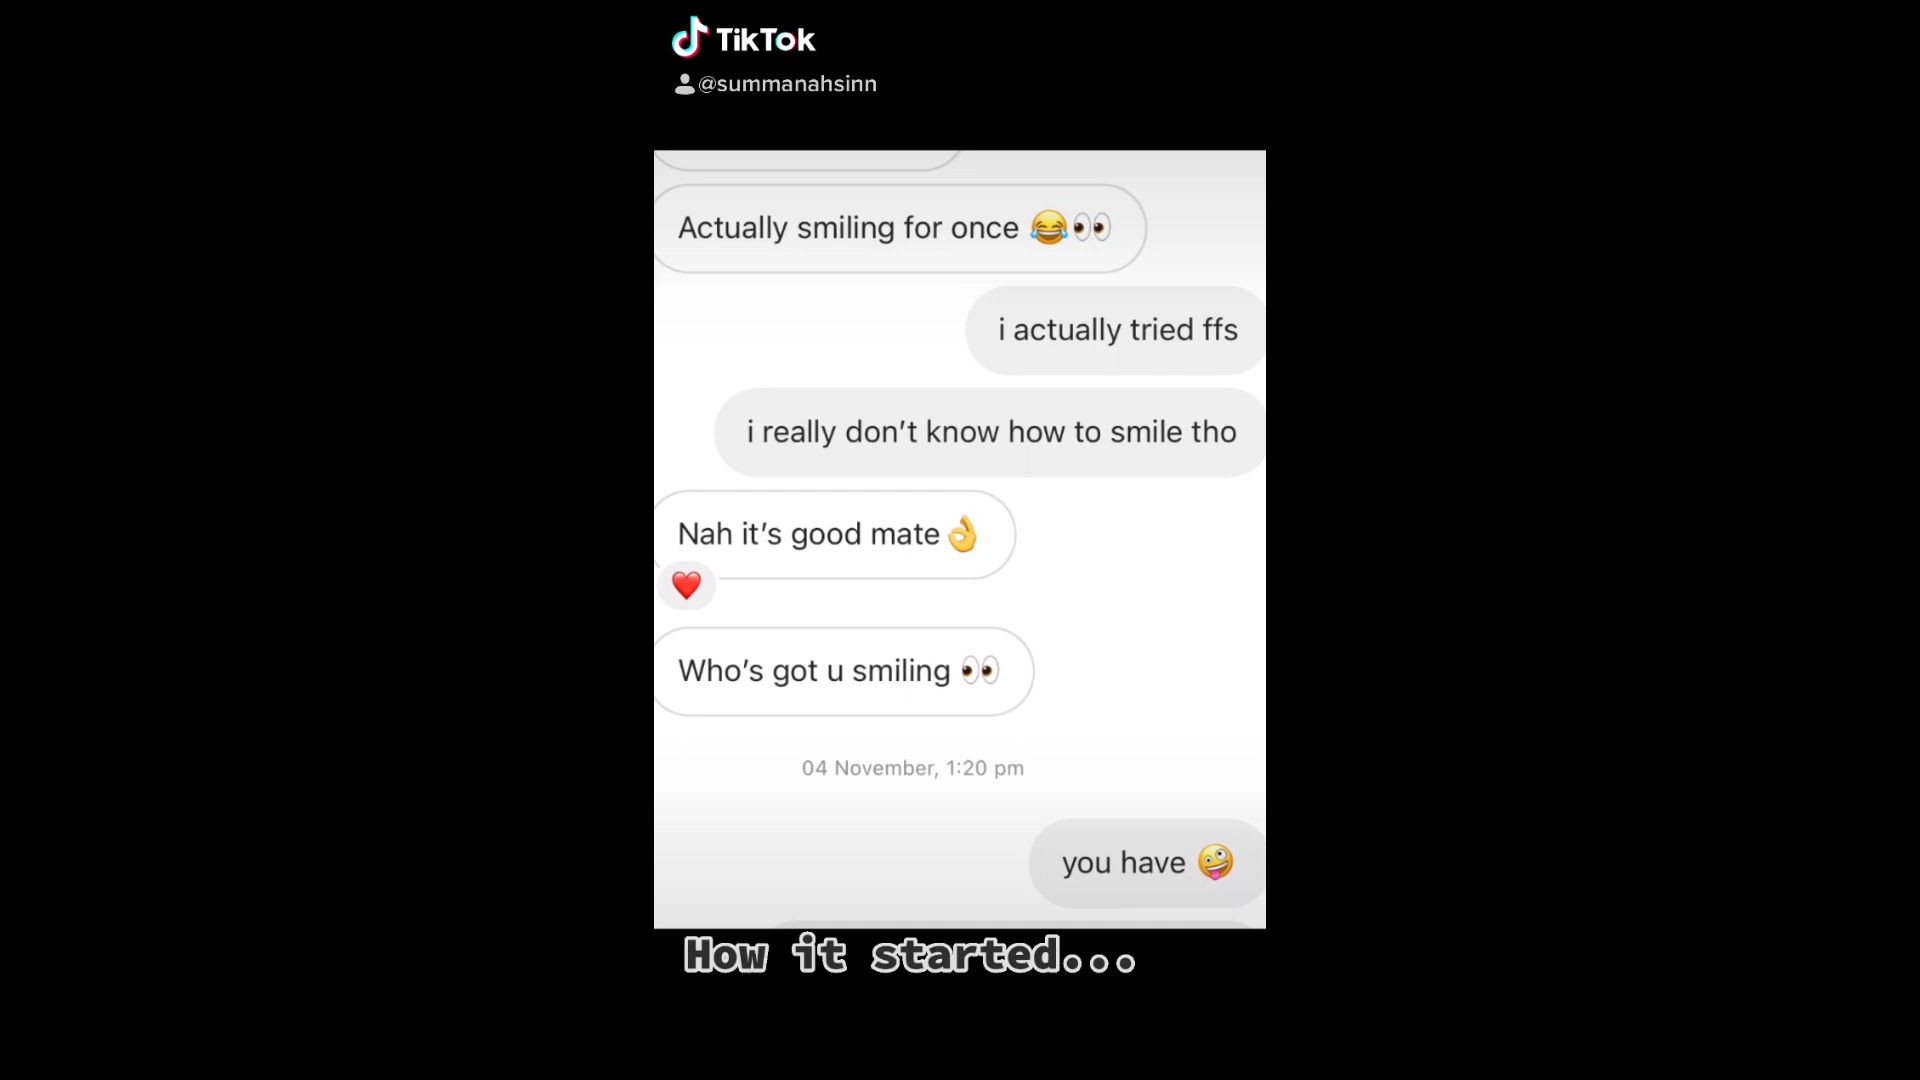 TikTok
@summanahsinn
Actually smiling for once 😂👀
i actually tried ffs
i really don’t know how to smile tho
Nah it’s good mate👌
❤️
Who’s got u smiling 👀
04 November, 1:20 pm
you have 🤪
How it started...